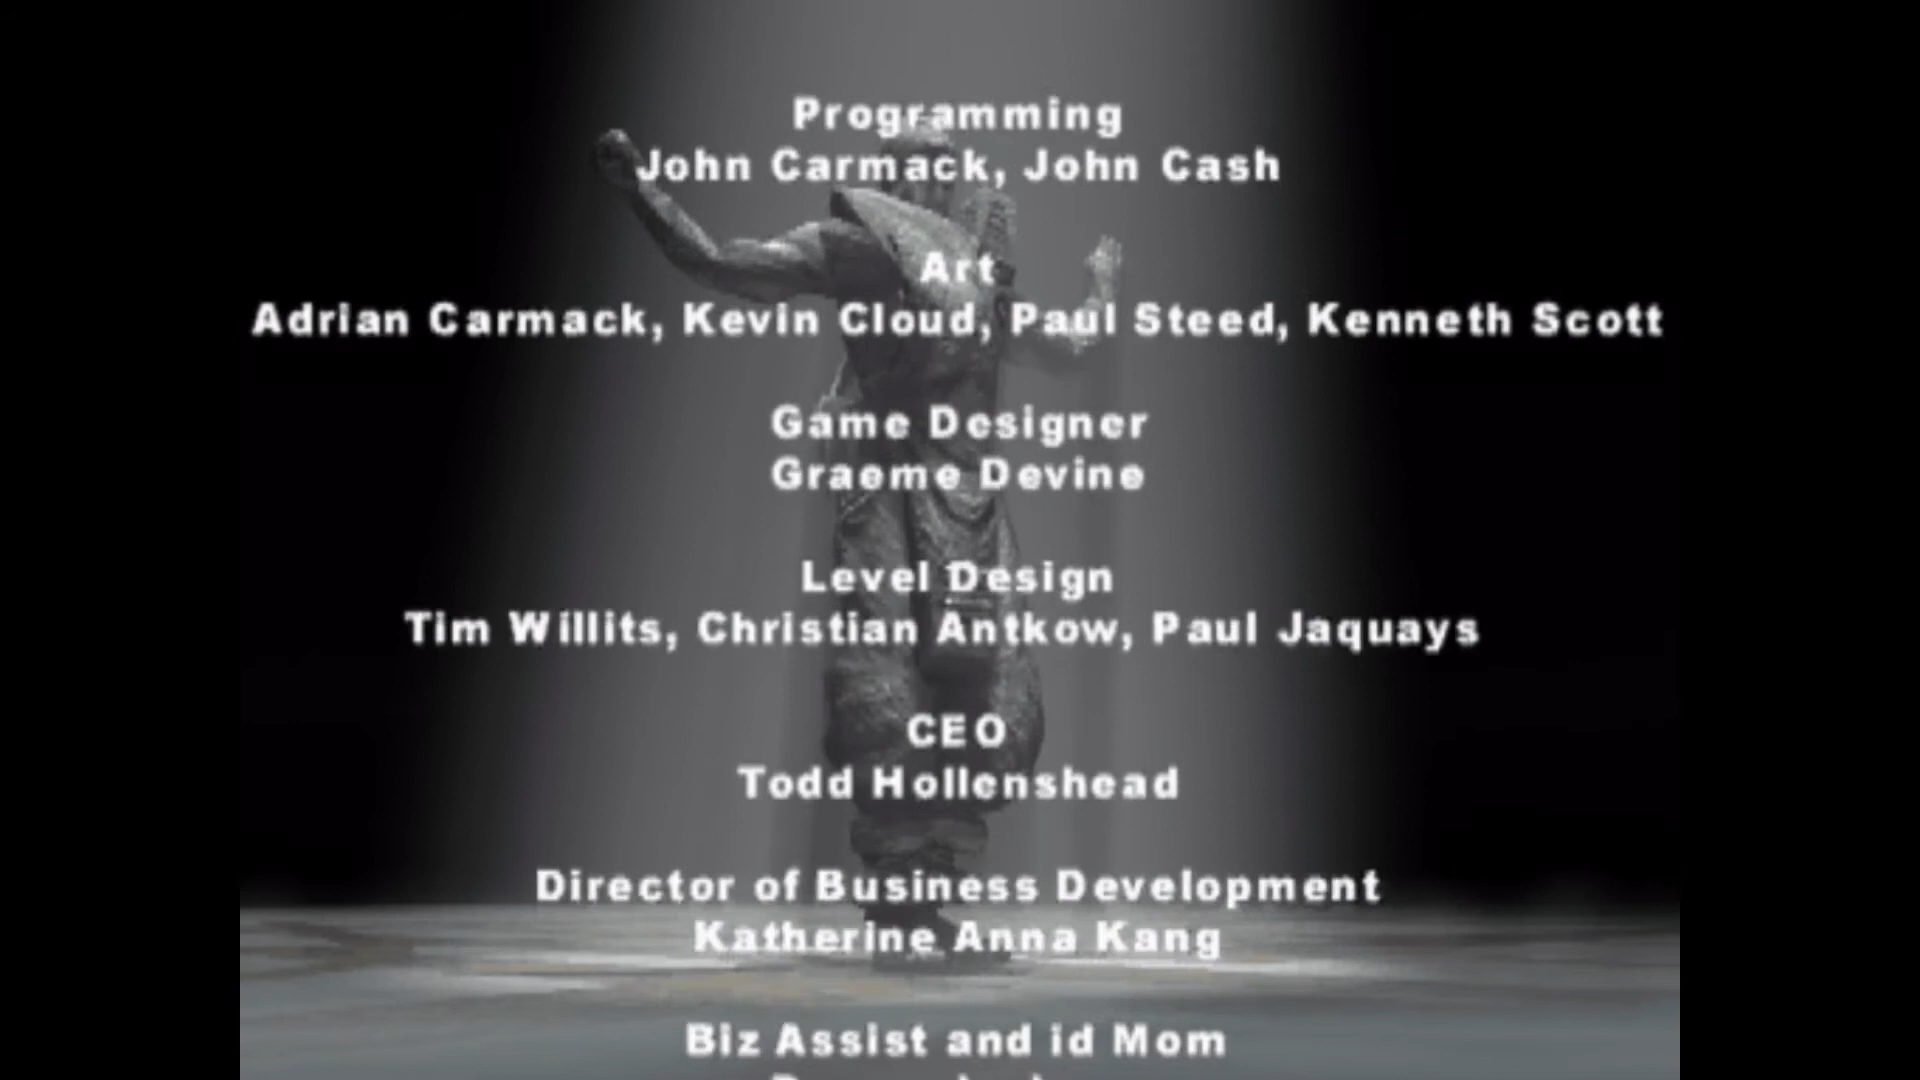 Programming
John Carmack, John Cash
Art
Adrian Carmack, Kevin Cloud, Paul Steed, Kenneth Scott
Game Designer
Graeme Devine
Level Design
Tim Willits, Christian Antkow, Paul Jaquays
CEO
Todd Hollenshead
Director of Business Development
Katherine Anna Kang
Biz Assist and id Mom